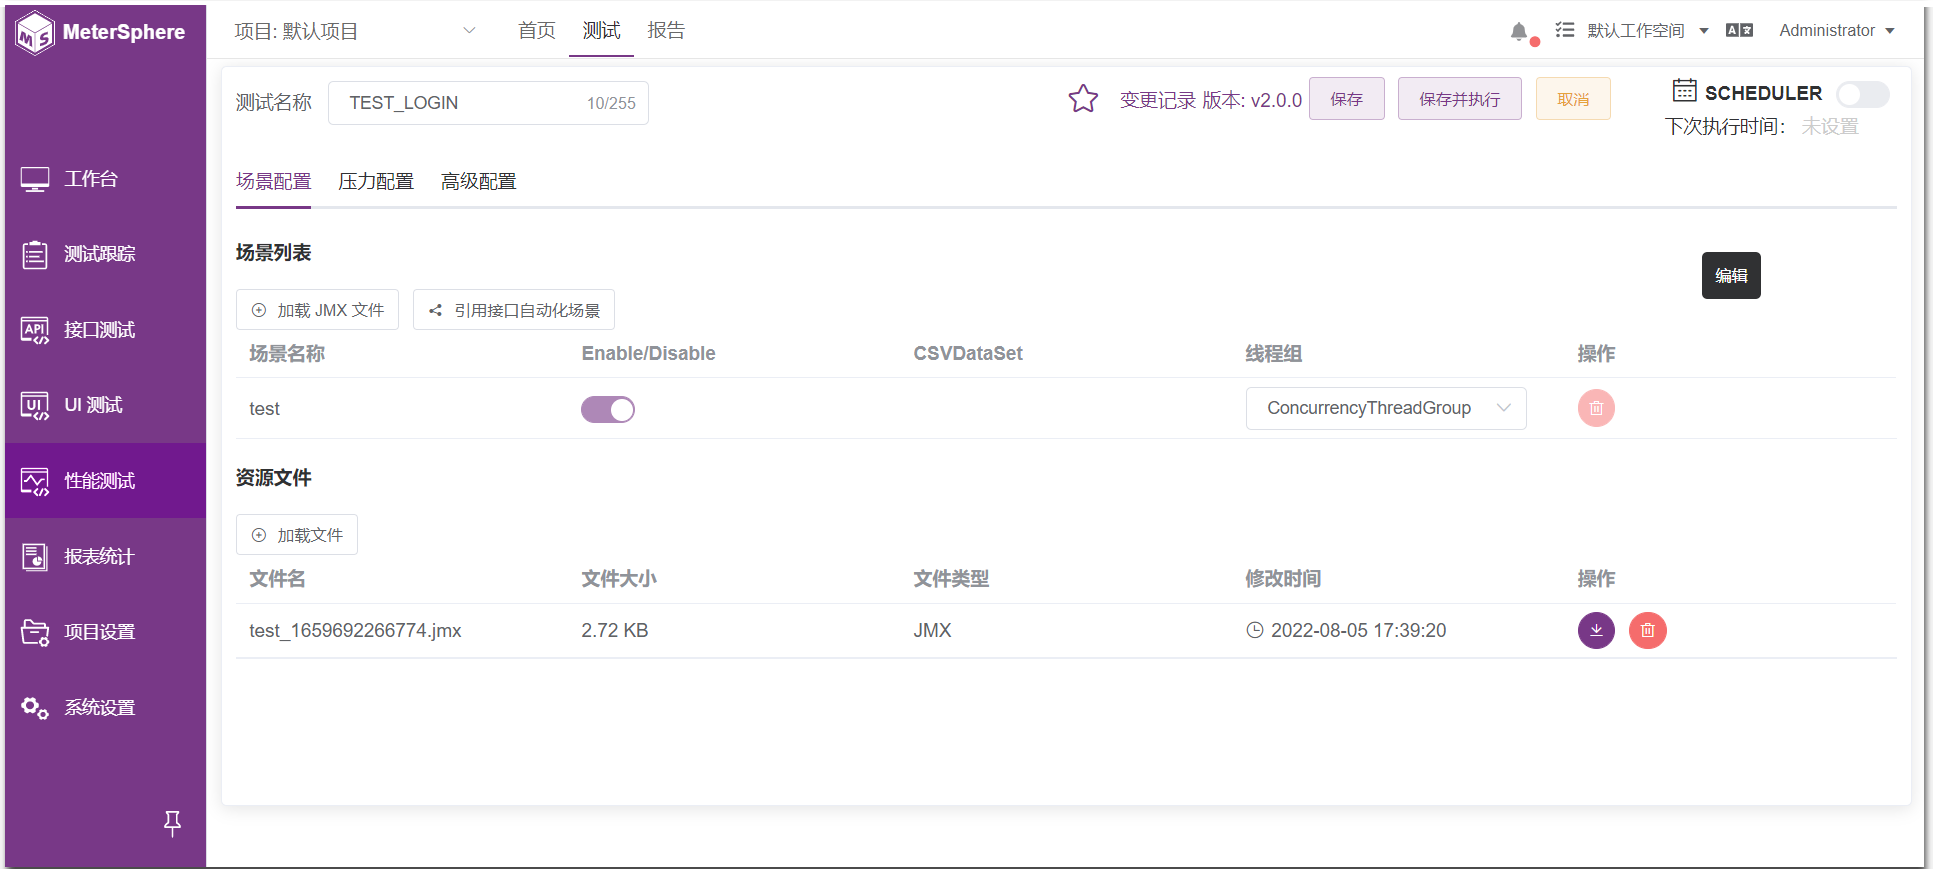 MeterSphere
项目: 默认项目
首页
测试
报告
默认工作空间
Administrator
测试名称
TEST_LOGIN
10/255
变更记录 版本: v2.0.0
保存
保存并执行
取消
SCHEDULER
下次执行时间：
未设置
工作台
测试跟踪
接口测试
UI 测试
性能测试
报表统计
项目设置
系统设置
场景配置
压力配置
高级配置
场景列表
编辑
加载 JMX 文件
引用接口自动化场景
场景名称
Enable/Disable
CSVDataSet
线程组
操作
test
ConcurrencyThreadGroup
资源文件
加载文件
文件名
文件大小
文件类型
修改时间
操作
test_1659692266774.jmx
2.72 KB
JMX
2022-08-05 17:39:20